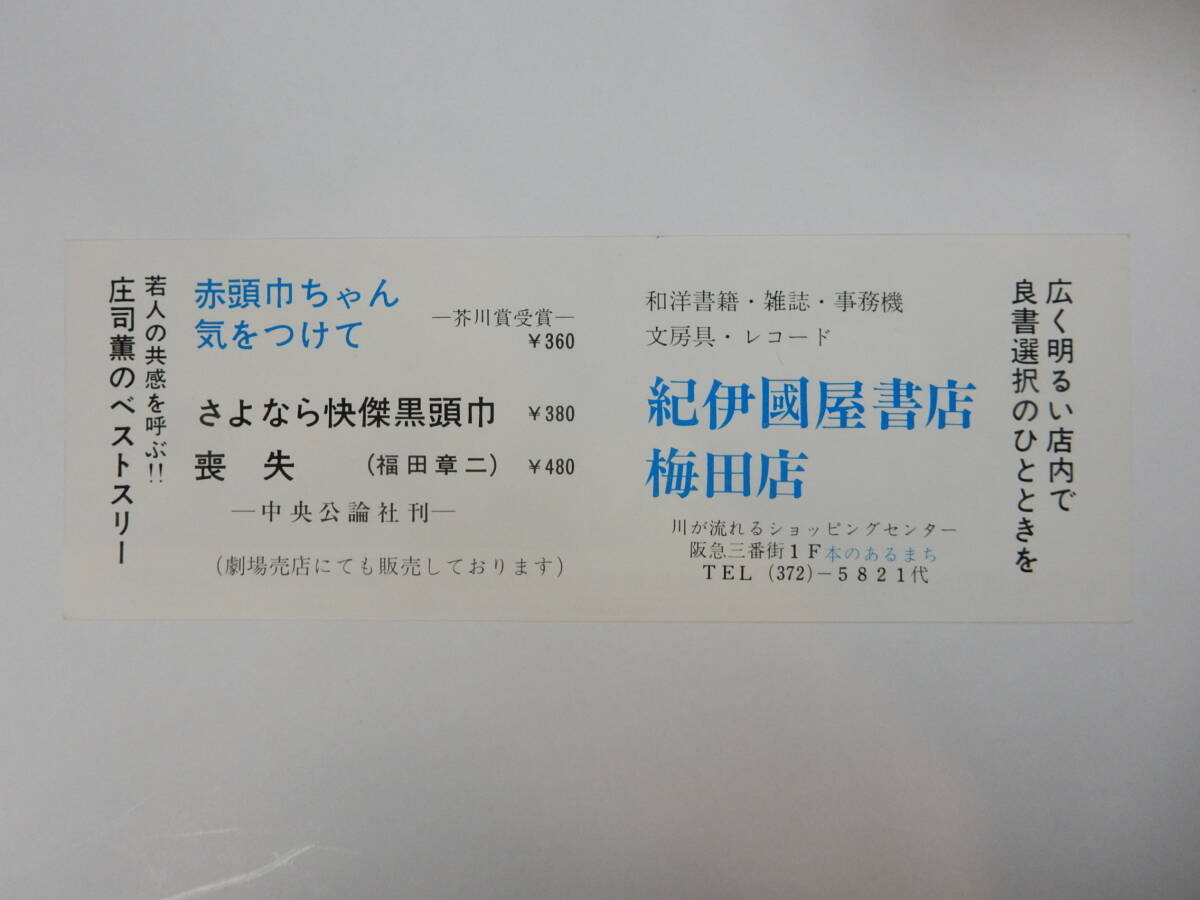 広く明るい店内で
良書選択のひとときを
和洋書籍・雑誌・事務機
文房具・レコード
紀伊國屋書店
梅田店
川が流れるショッピングセンター
阪急三番街1F本のあるまち
TEL (372)-5821代
赤頭巾ちゃん
気をつけて
―芥川賞受賞―
¥360
さよなら快傑黒頭巾 ¥380
喪失 (福田章二) ¥480
―中央公論社刊―
(劇場売店にても販売しております)
若人の共感を呼ぶ!!
庄司薫のベストスリー